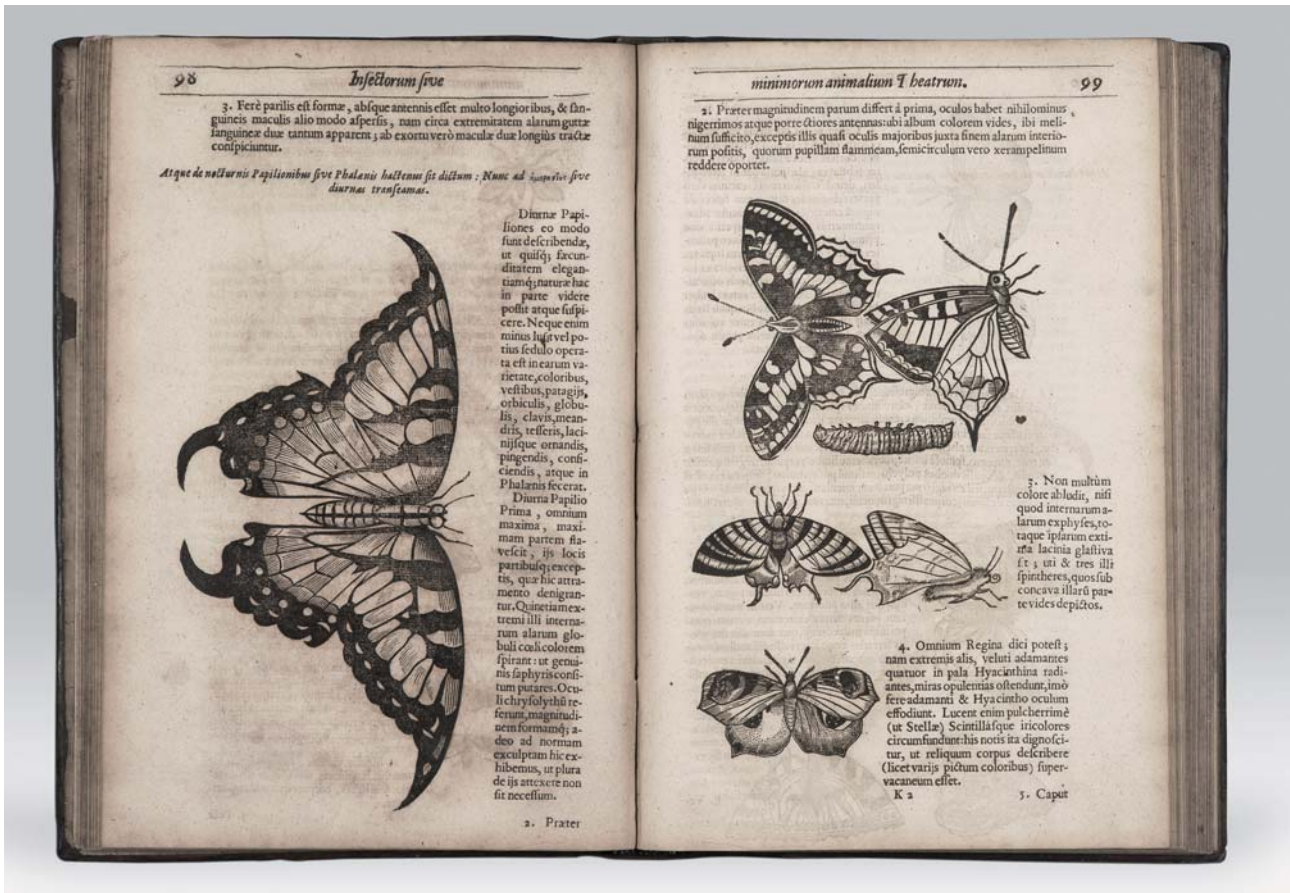 98
Insectorum sive
3. Ferè parilis est formæ, absque antennis esset multo longioribus, & san-
guineis maculis alio modo aspersis, nam circa extremitatem alarum guttæ
sanguineæ duæ tantum apparent; ab exortu verò maculæ duæ longiùs tractæ
conspiciuntur.
Atque de nocturnis Papilionibus sive Phalænis hactenus sit dictum: Nunc ad sive
diurnas transeamus.
Diurnæ Papi-
liones eo modo
sunt describendæ,
ut quisq; fæcun-
ditatem elegan-
tiamq; naturæ hac
in parte videre
possit atque suspi-
cere. Neque enim
minus lusit vel po-
tius sedulo opera-
ta est in earum va-
rietate, coloribus,
vestibus, patagijs,
orbiculis, globu-
lis, clavis, mean-
dris, tesseris, laci-
nijsque ornandis,
pingendis, confi-
ciendis, atque in
Phalænis fecerat.
Diurna Papilio
Prima, omnium
maxima, maxi-
mam partem fla-
vescit, ijs locis
partibusq; excep-
tis, quæ hic attra-
mento denigran-
tur. Quinetiam ex-
tremi illi interna-
rum alarum glo-
buli cœli colorem
spirant: ut genui-
nis saphyris consi-
tum putares. Ocu-
li chrysolythũ re-
ferunt, magnitudi-
nem formamq; a-
deo ad normam
exculptam hic ex-
hibemus, ut plura
de ijs attexere non
sit necessum.
2. Præter
minimorum animalium Theatrum.
99
2. Præter magnitudinem parum differt à prima, oculos habet nihilominus
nigerrimos atque porrectiores antennas: ubi album colorem vides, ibi meli-
num sufficito, exceptis illis quasi oculis majoribus juxta finem alarum interio-
rum positis, quorum pupillam flammeam, semicirculum vero xerampelinum
reddere oportet.
3. Non multùm
colore abludit, nisi
quod internarum a-
larum exphyses, to-
taque ipsarum exti-
ma lacinia glastiva
st; uti & tres illi
spintheres, quos sub
concava illarũ par-
te vides depictos.
4. Omnium Regina dici potest;
nam extremis alis, veluti adamantes
quatuor in pala Hyacinthina radi-
antes, miras opulentias ostendunt, imò
fere adamanti & Hyacintho oculum
effodiunt. Lucent enim pulcherrimè
(ut Stellæ) Scintillasque iricolores
circumfundunt: his notis ita dignosci-
tur, ut reliquum corpus describere
(licet varijs pictum coloribus) super-
vacaneum esset.
K 2
5. Caput